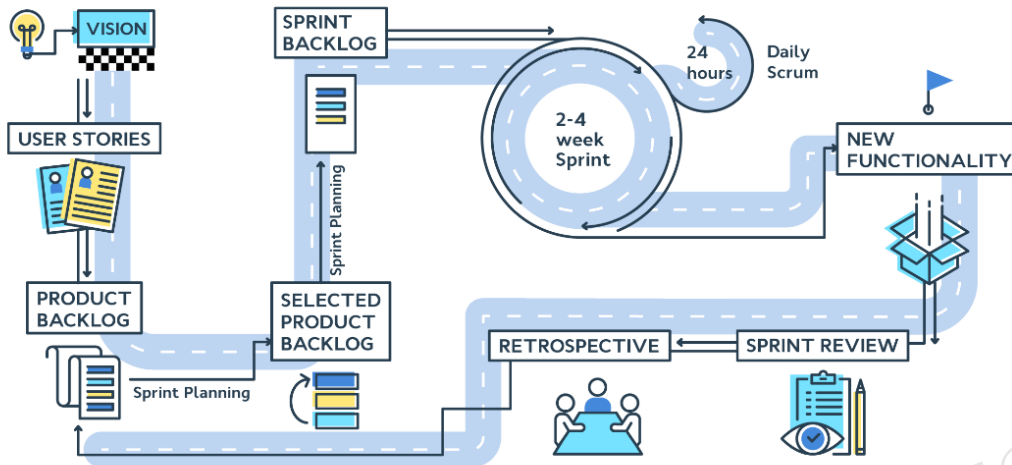 VISION
USER STORIES
PRODUCT
BACKLOG
Sprint Planning
SELECTED
PRODUCT
BACKLOG
Sprint Planning
SPRINT
BACKLOG
2-4
week
Sprint
24
hours
Daily
Scrum
NEW
FUNCTIONALITY
SPRINT REVIEW
RETROSPECTIVE